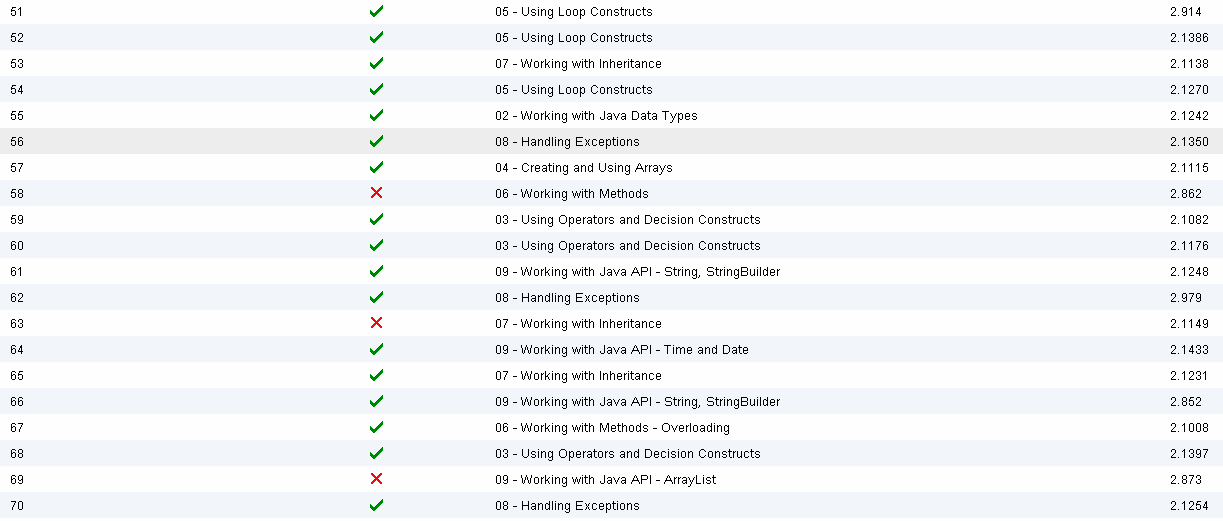 51 05 - Using Loop Constructs 2.914
52 05 - Using Loop Constructs 2.1386
53 07 - Working with Inheritance 2.1138
54 05 - Using Loop Constructs 2.1270
55 02 - Working with Java Data Types 2.1242
56 08 - Handling Exceptions 2.1350
57 04 - Creating and Using Arrays 2.1115
58 06 - Working with Methods 2.862
59 03 - Using Operators and Decision Constructs 2.1082
60 03 - Using Operators and Decision Constructs 2.1176
61 09 - Working with Java API - String, StringBuilder 2.1248
62 08 - Handling Exceptions 2.979
63 07 - Working with Inheritance 2.1149
64 09 - Working with Java API - Time and Date 2.1433
65 07 - Working with Inheritance 2.1231
66 09 - Working with Java API - String, StringBuilder 2.852
67 06 - Working with Methods - Overloading 2.1008
68 03 - Using Operators and Decision Constructs 2.1397
69 09 - Working with Java API - ArrayList 2.873
70 08 - Handling Exceptions 2.1254